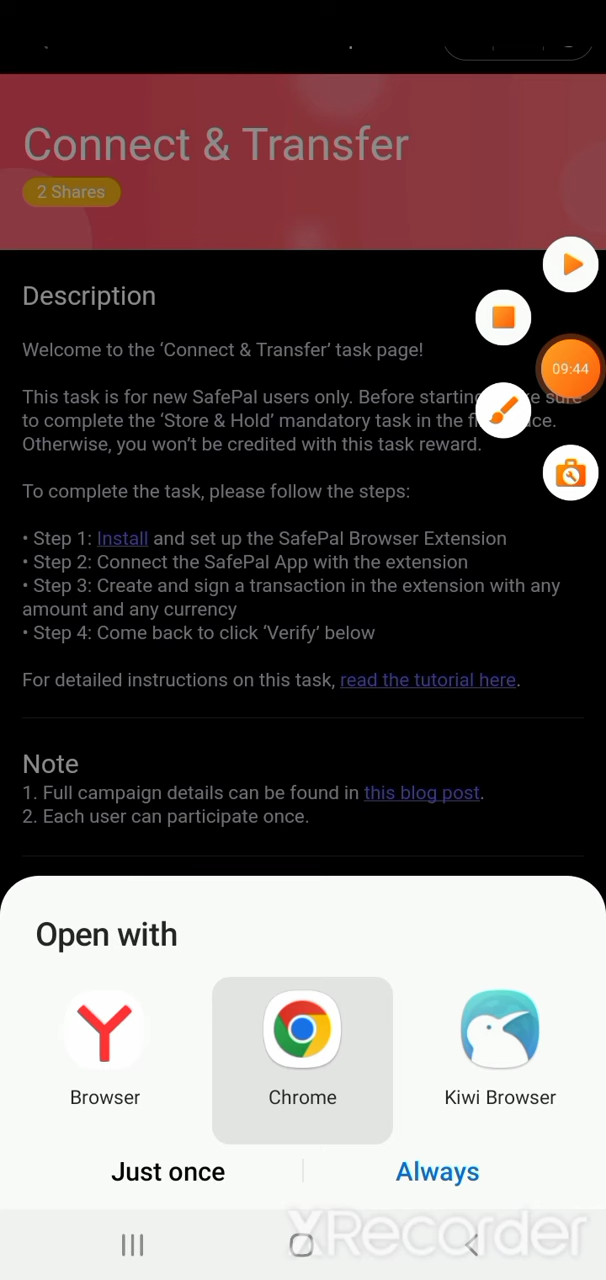 Connect & Transfer
2 Shares
Description
Welcome to the ‘Connect & Transfer’ task page!
09:44
This task is for new SafePal users only. Before starting sure
to complete the ‘Store & Hold’ mandatory task in the
Otherwise, you won’t be credited with this task reward.
To complete the task, please follow the steps:
• Step 1: Install and set up the SafePal Browser Extension
• Step 2: Connect the SafePal App with the extension
• Step 3: Create and sign a transaction in the extension with any
amount and any currency
• Step 4: Come back to click ‘Verify’ below
For detailed instructions on this task, read the tutorial here.
Note
1. Full campaign details can be found in this blog post.
2. Each user can participate once.
Open with
Browser
Chrome
Kiwi Browser
Just once
Always
XRecorder